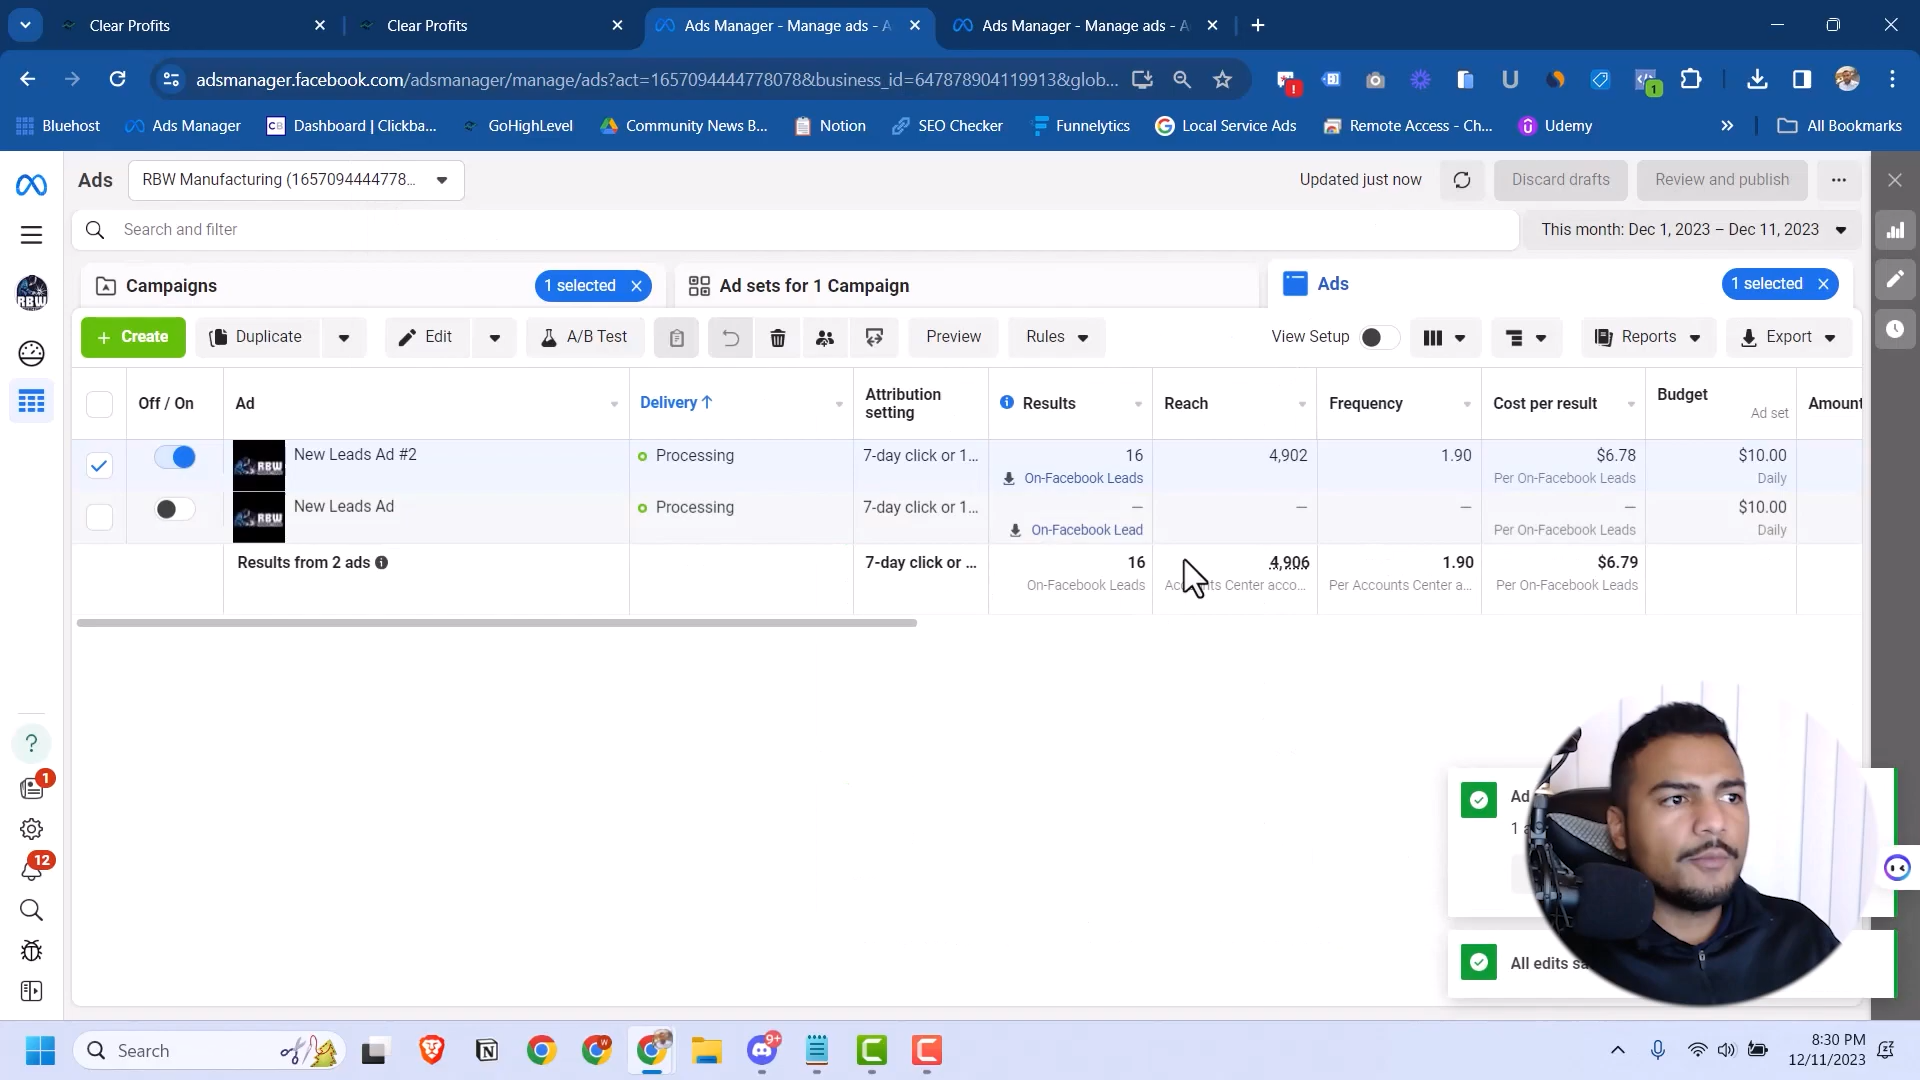 Clear Profits
Clear Profits
Ads Manager - Manage ads - A
Ads Manager - Manage ads - A
adsmanager.facebook.com/adsmanager/manage/ads?act=1657094444778078&business_id=647878904119913&glob...
Bluehost
Ads Manager
Dashboard | Clickba...
GoHighLevel
Community News B...
Notion
SEO Checker
Funnelytics
Local Service Ads
Remote Access - Ch...
Udemy
All Bookmarks
Ads
RBW Manufacturing (1657094444778...
Updated just now
Discard drafts
Review and publish
Search and filter
This month: Dec 1, 2023 – Dec 11, 2023
Campaigns
1 selected
Ad sets for 1 Campaign
Ads
1 selected
+ Create
Duplicate
Edit
A/B Test
Preview
Rules
View Setup
Reports
Export
Off / On
Ad
Delivery ↑
Attribution setting
Results
Reach
Frequency
Cost per result
Budget
Ad set
Amount
RBW
New Leads Ad #2
Processing
7-day click or 1...
16
On-Facebook Leads
4,902
1.90
$6.78
Per On-Facebook Leads
$10.00
Daily
RBW
New Leads Ad
Processing
7-day click or 1...
—
On-Facebook Lead
—
—
—
Per On-Facebook Leads
$10.00
Daily
Results from 2 ads
7-day click or ...
16
On-Facebook Leads
4,906
Accounts Center acco...
1.90
Per Accounts Center a...
$6.79
Per On-Facebook Leads
RBW
1
12
Ad
1 a
All edits sa
Search
9+
8:30 PM
12/11/2023